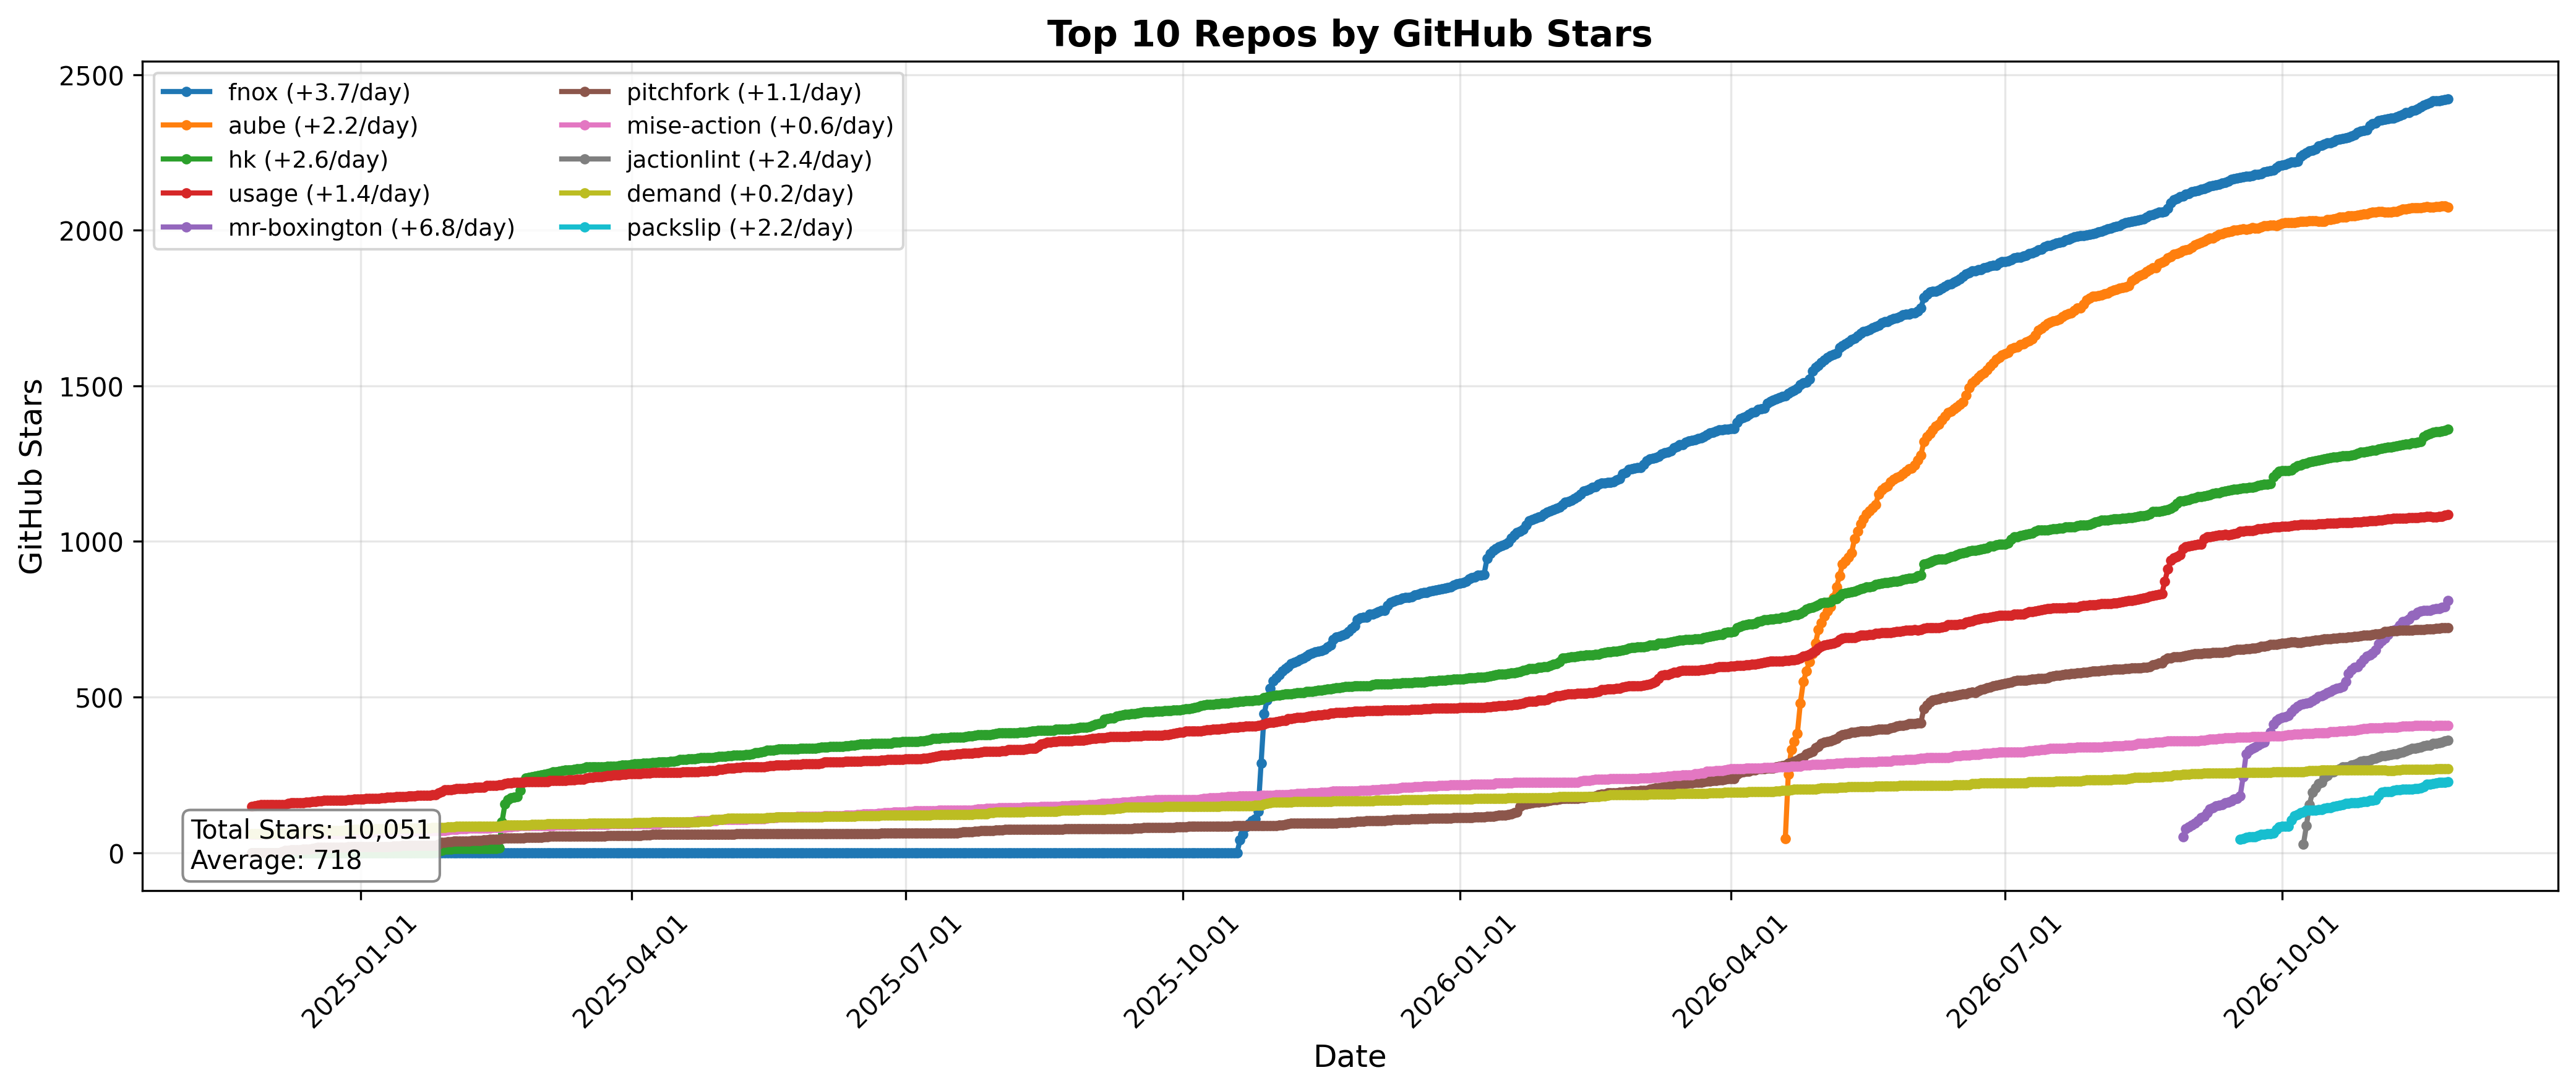 Top 10 Repos by GitHub Stars
fnox (+3.7/day)
aube (+2.2/day)
hk (+2.6/day)
usage (+1.4/day)
mr-boxington (+6.8/day)
pitchfork (+1.1/day)
mise-action (+0.6/day)
jactionlint (+2.4/day)
demand (+0.2/day)
packslip (+2.2/day)
GitHub Stars
2500
2000
1500
1000
500
0
Total Stars: 10,051
Average: 718
2025-01-01
2025-04-01
2025-07-01
2025-10-01
2026-01-01
2026-04-01
2026-07-01
2026-10-01
Date